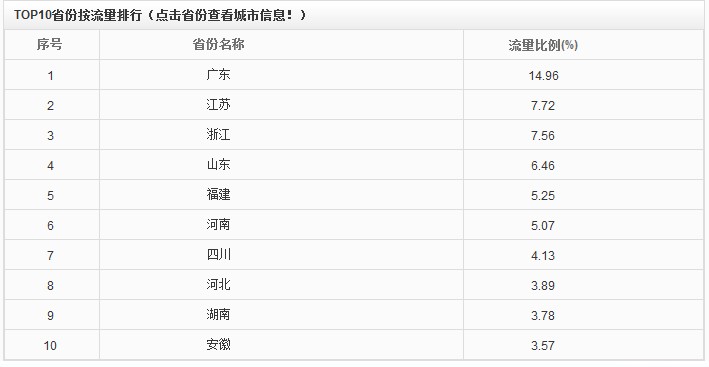 TOP10省份按流量排行（点击省份查看城市信息！）
序号 省份名称 流量比例(%)
1 广东 14.96
2 江苏 7.72
3 浙江 7.56
4 山东 6.46
5 福建 5.25
6 河南 5.07
7 四川 4.13
8 河北 3.89
9 湖南 3.78
10 安徽 3.57